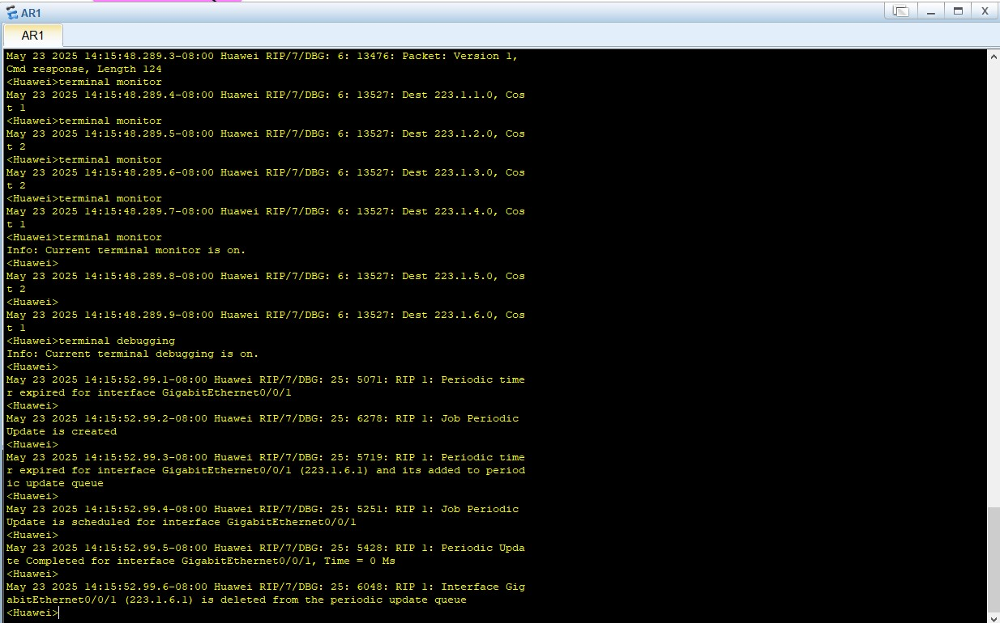 AR1
X
AR1
May 23 2025 14:15:48.289.3-08:00 Huawei RIP/7/DBG: 6: 13476: Packet: Version 1,
Cmd response, Length 124
<Huawei>terminal monitor
May 23 2025 14:15:48.289.4-08:00 Huawei RIP/7/DBG: 6: 13527: Dest 223.1.1.0, Cos
t 1
<Huawei>terminal monitor
May 23 2025 14:15:48.289.5-08:00 Huawei RIP/7/DBG: 6: 13527: Dest 223.1.2.0, Cos
t 2
<Huawei>terminal monitor
May 23 2025 14:15:48.289.6-08:00 Huawei RIP/7/DBG: 6: 13527: Dest 223.1.3.0, Cos
t 2
<Huawei>terminal monitor
May 23 2025 14:15:48.289.7-08:00 Huawei RIP/7/DBG: 6: 13527: Dest 223.1.4.0, Cos
t 1
<Huawei>terminal monitor
Info: Current terminal monitor is on.
<Huawei>
May 23 2025 14:15:48.289.8-08:00 Huawei RIP/7/DBG: 6: 13527: Dest 223.1.5.0, Cos
t 2
<Huawei>
May 23 2025 14:15:48.289.9-08:00 Huawei RIP/7/DBG: 6: 13527: Dest 223.1.6.0, Cos
t 1
<Huawei>terminal debugging
Info: Current terminal debugging is on.
<Huawei>
May 23 2025 14:15:52.99.1-08:00 Huawei RIP/7/DBG: 25: 5071: RIP 1: Periodic time
r expired for interface GigabitEthernet0/0/1
<Huawei>
May 23 2025 14:15:52.99.2-08:00 Huawei RIP/7/DBG: 25: 6278: RIP 1: Job Periodic
Update is created
<Huawei>
May 23 2025 14:15:52.99.3-08:00 Huawei RIP/7/DBG: 25: 5719: RIP 1: Periodic time
r expired for interface GigabitEthernet0/0/1 (223.1.6.1) and its added to period
ic update queue
<Huawei>
May 23 2025 14:15:52.99.4-08:00 Huawei RIP/7/DBG: 25: 5251: RIP 1: Job Periodic
Update is scheduled for interface GigabitEthernet0/0/1
<Huawei>
May 23 2025 14:15:52.99.5-08:00 Huawei RIP/7/DBG: 25: 5428: RIP 1: Periodic Upda
te Completed for interface GigabitEthernet0/0/1, Time = 0 Ms
<Huawei>
May 23 2025 14:15:52.99.6-08:00 Huawei RIP/7/DBG: 25: 6048: RIP 1: Interface Gig
abitEthernet0/0/1 (223.1.6.1) is deleted from the periodic update queue
<Huawei>